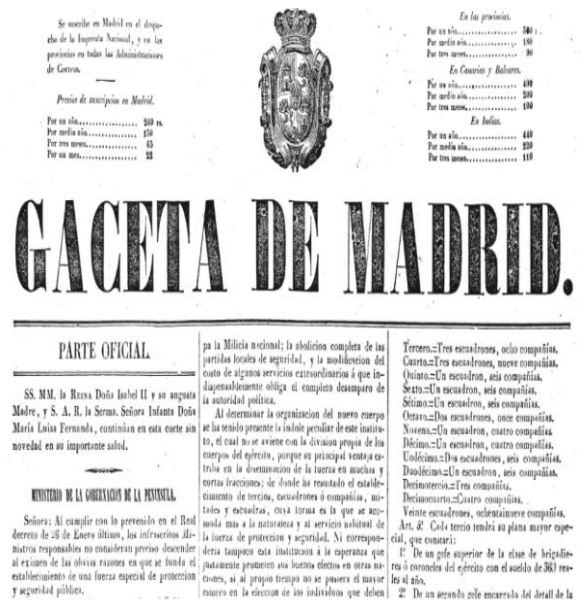 Se suscribe en Madrid en el despa-
cho de la Imprenta Nacional, y en las
provincias en todas las Administraciones
de Correos.
Precios de suscripcion en Madrid.
Por un año............ 260 rs.
Por medio año......... 130
Por tres meses........ 65
Por un mes............ 22
En las provincias.
Por un año............ 360
Por medio año......... 180
Por tres meses........ 90
En Canarias y Baleares.
Por un año............ 400
Por medio año......... 200
Por tres meses........ 100
En Indias.
Por un año............ 440
Por medio año......... 220
Por tres meses........ 110
GACETA DE MADRID.
PARTE OFICIAL.
SS. MM. la REINA Doña Isabel II y su augusta
Madre, y S. A. R. la Serma. Señora Infanta Doña
María Luisa Fernanda, continúan en esta corte sin
novedad en su importante salud.
MINISTERIO DE LA GOBERNACION DE LA PENINSULA.
Señora: Al cumplir con lo prevenido en el Real
decreto de 26 de Enero último, los infrascritos Mi-
nistros responsables no consideran preciso descender
al exámen de las obvias razones en que se funda el
establecimiento de una fuerza especial de proteccion
y seguridad pública.
pa la Milicia nacional; la abolicion completa de las
partidas locales de seguridad, y la modificacion del
costo de algunos servicios extraordinarios á que in-
dispensablemente obliga el completo desamparo de
la autoridad política.
Al determinar la organizacion del nuevo cuerpo
se ha tenido presente la índole peculiar de este institu-
to, el cual no se aviene con la division propia de los
cuerpos del ejército, porque su principal ventaja es-
triba en la diseminacion de la fuerza en muchas y
cortas fracciones; de donde ha resultado el estable-
cimiento de tercios, escuadrones ó compañías, mi-
tades y escuadras, cuya forma es la que se aco-
moda mas á la naturaleza y al servicio habitual de
la fuerza de proteccion y seguridad. Ni correspon-
deria tampoco esta institucion á la esperanza que
justamente promueven sus buenos efectos en otras na-
ciones, si al propio tiempo no se pusiera el mayor
esmero en la eleccion de los individuos que deben
Tercero.=Tres escuadrones, ocho compañías.
Cuarto.=Tres escuadrones, nueve compañías.
Quinto.=Un escuadron, seis compañías.
Sexto.=Un escuadron, seis compañías.
Sétimo.=Un escuadron, seis compañías.
Octavo.=Dos escuadrones, once compañías.
Noveno.=Un escuadron, cuatro compañías.
Décimo.=Un escuadron, cuatro compañías.
Undécimo.=Dos escuadrones, seis compañías.
Duodécimo.=Un escuadron, seis compañías.
Decimotercio.=Tres compañías.
Decimocuarto.=Cuatro compañías.
Veinte escuadrones, ochentainueve compañías.
Art. 8.º Cada tercio tendrá su plana mayor espe-
cial, que constará:
1.º De un gefe superior de la clase de brigadie-
res ó coroneles del ejército con el sueldo de 36) rea-
les al año.
2.º De un segundo gefe encargado del detall de la